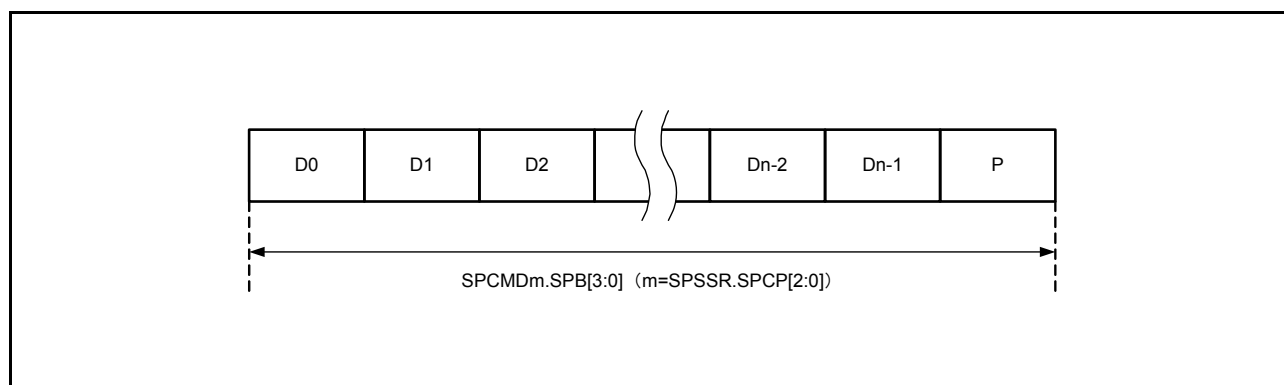 D0 D1 D2 Dn-2 Dn-1 P
SPCMDm.SPB[3:0]（m=SPSSR.SPCP[2:0]）